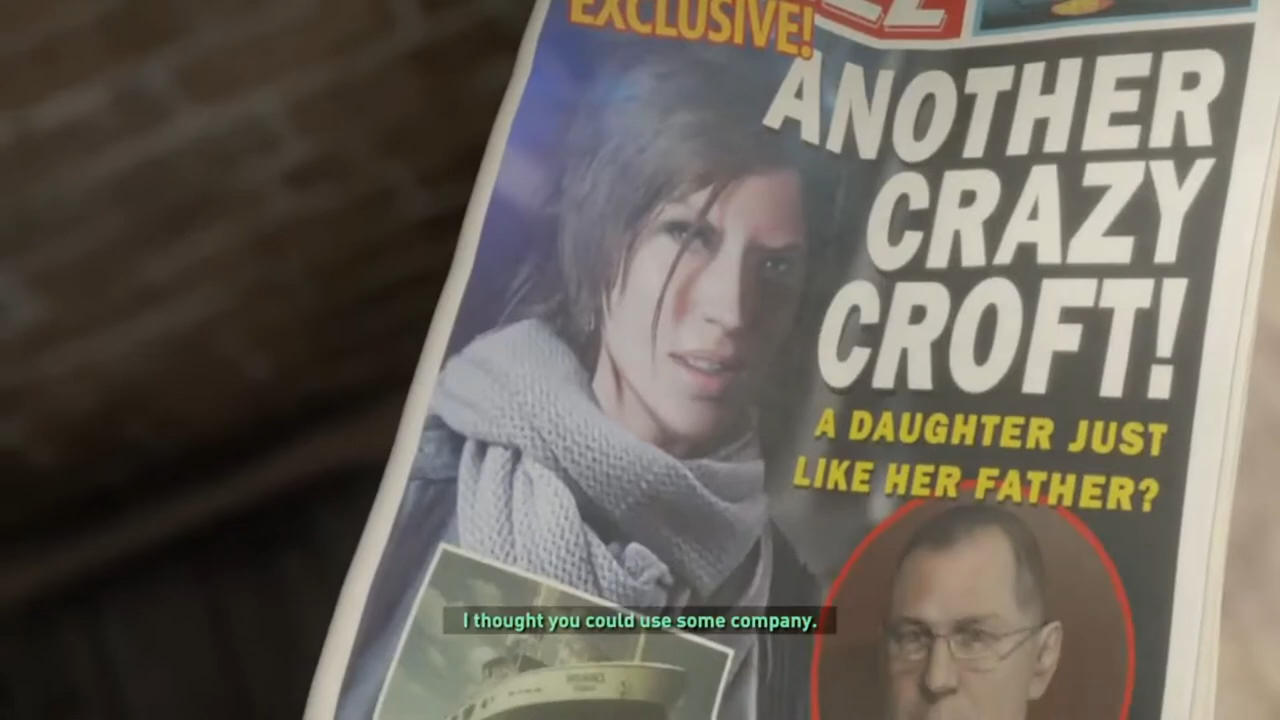 EXCLUSIVE!
ANOTHER
CRAZY
CROFT!
A DAUGHTER JUST
LIKE HER FATHER?
I thought you could use some company.